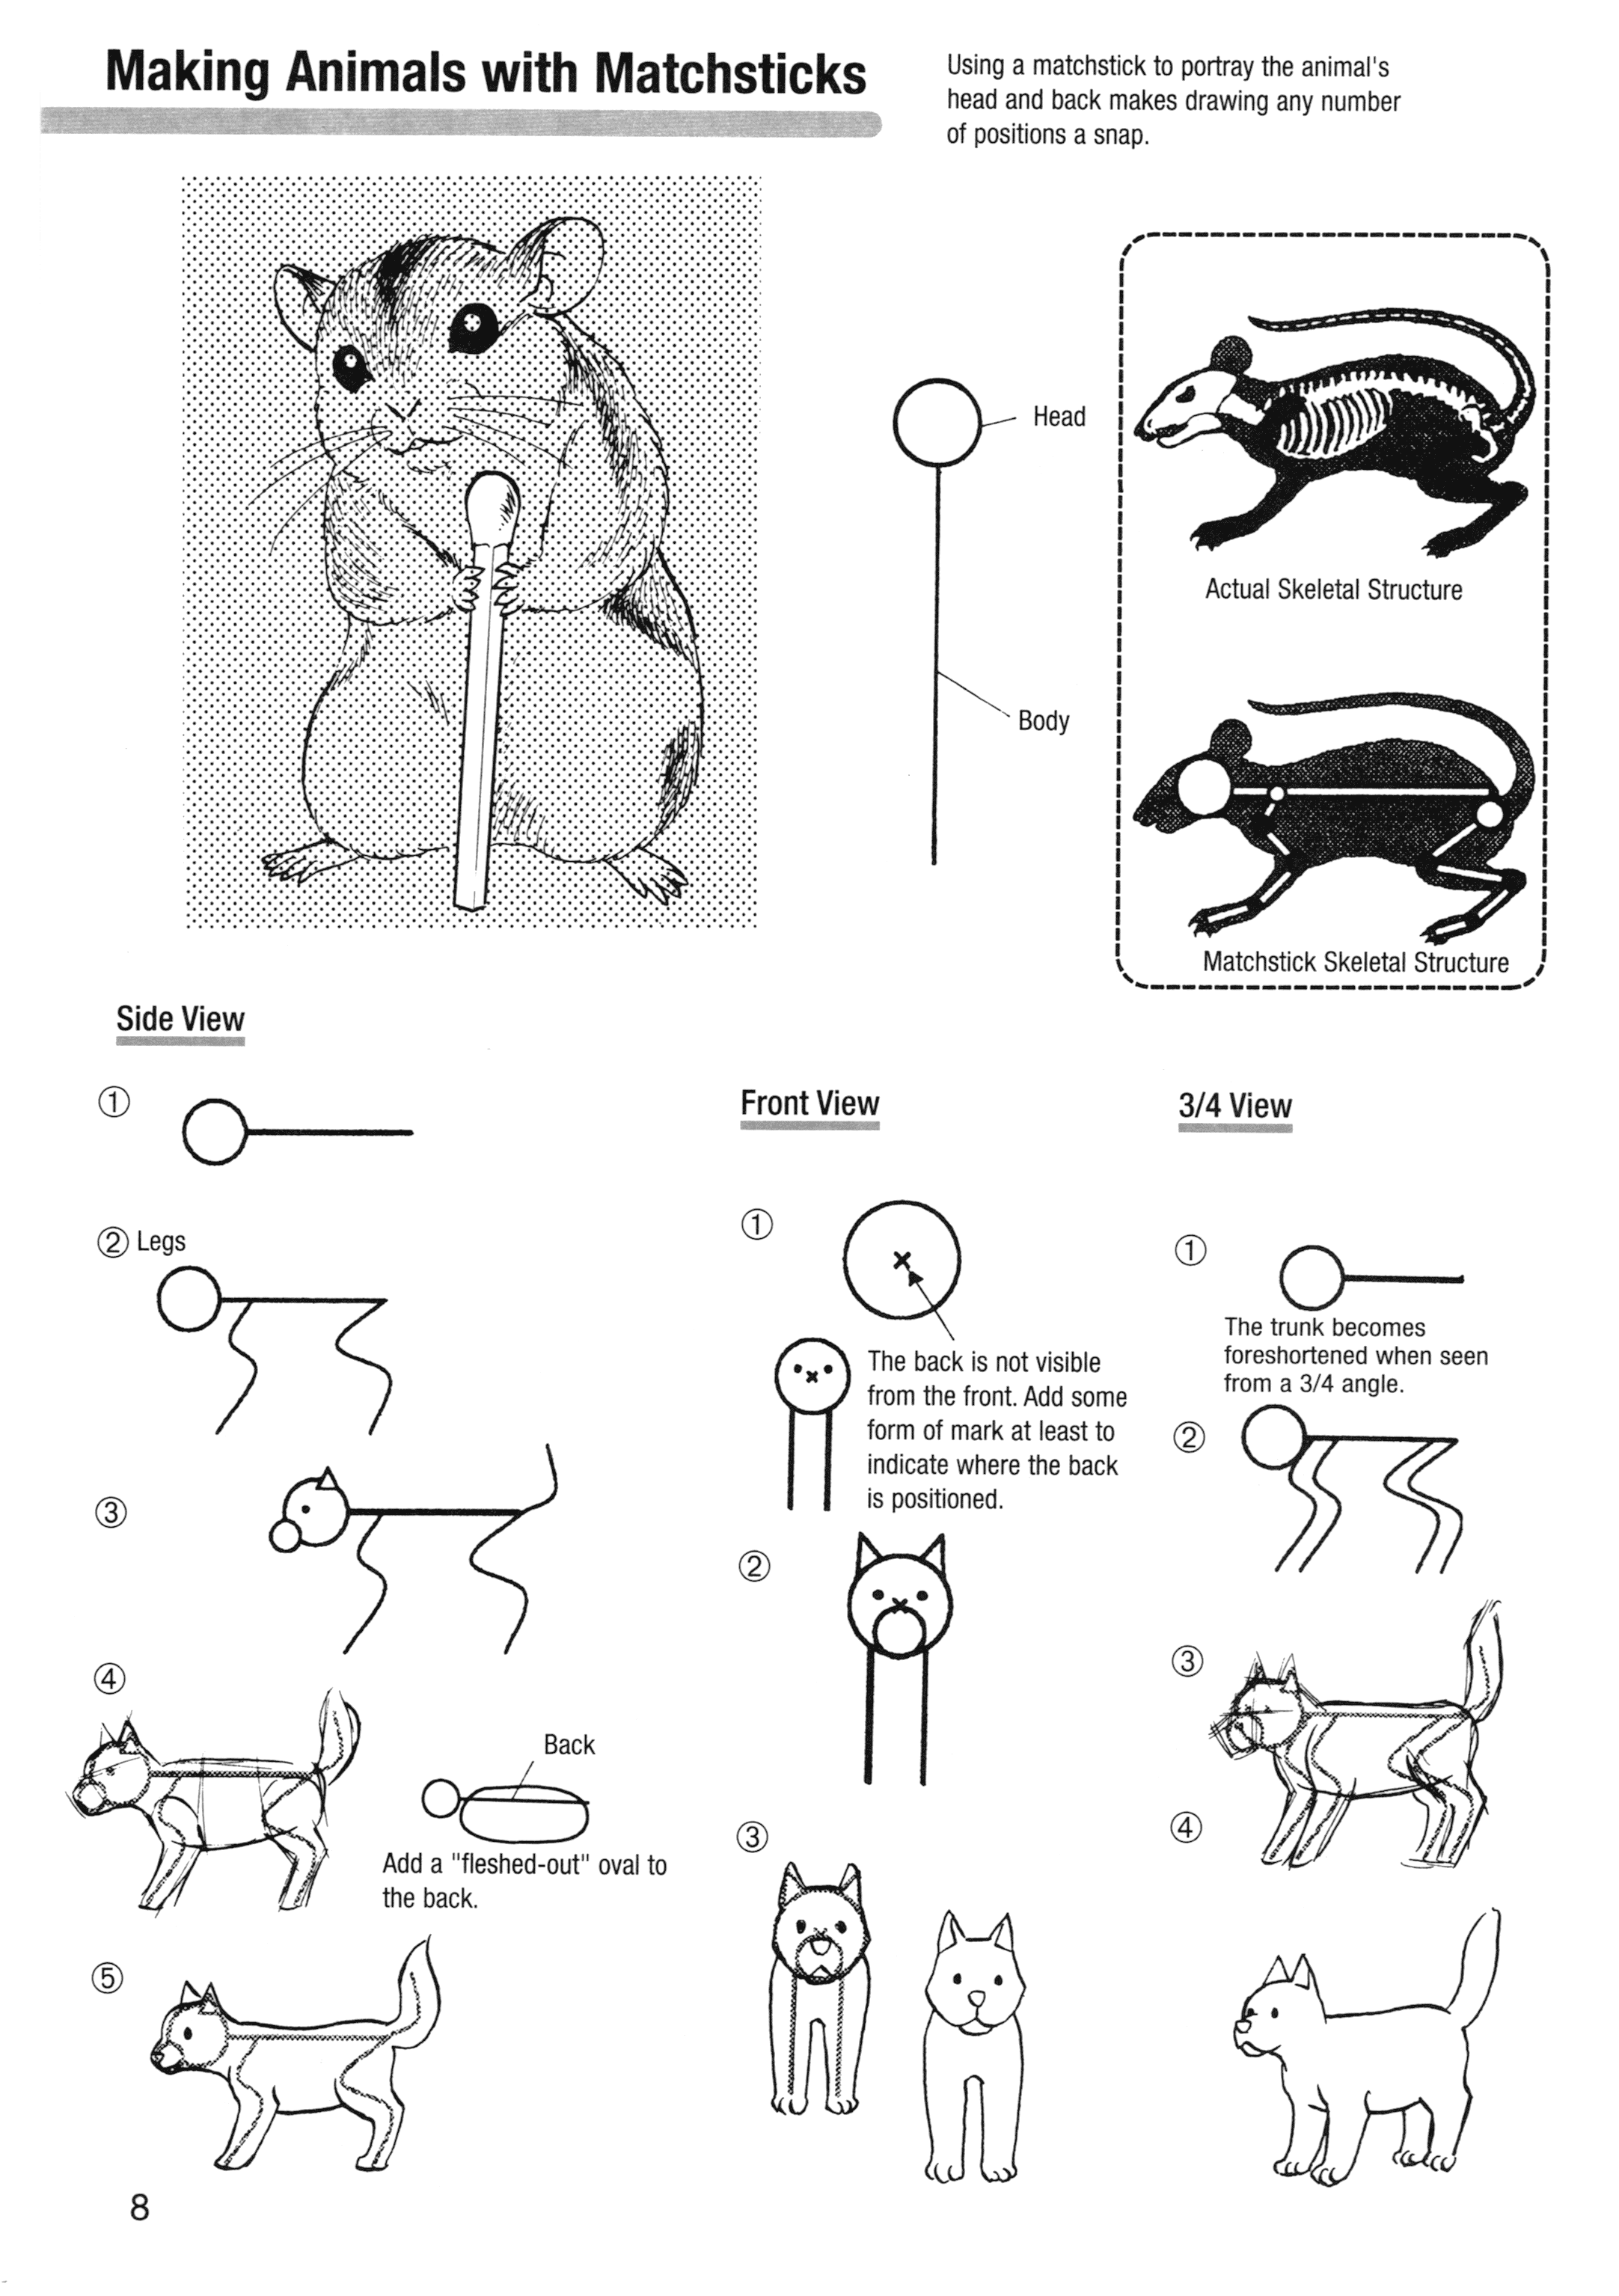 Making Animals with Matchsticks
Using a matchstick to portray the animal's
head and back makes drawing any number
of positions a snap.
Head
Body
Actual Skeletal Structure
Matchstick Skeletal Structure
Side View
①
② Legs
③
④
Back
Add a "fleshed-out" oval to
the back.
⑤
Front View
①
The back is not visible
from the front. Add some
form of mark at least to
indicate where the back
is positioned.
②
③
3/4 View
①
The trunk becomes
foreshortened when seen
from a 3/4 angle.
②
③
④
8